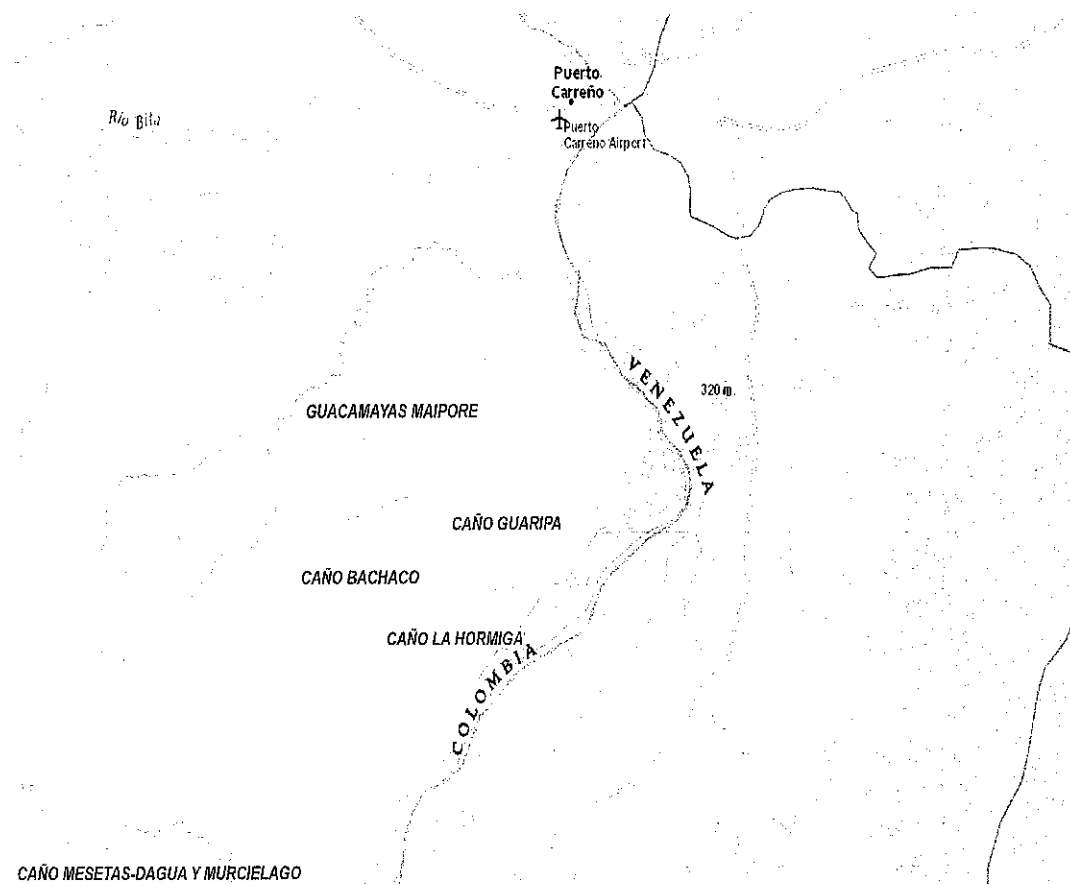 Puerto
Carreño
Río Bita
Puerto
Carreño Airport
VENEZUELA
320 m.
GUACAMAYAS MAIPORE
CAÑO GUARIPA
CAÑO BACHACO
CAÑO LA HORMIGA
COLOMBIA
CAÑO MESETAS-DAGUA Y MURCIELAGO